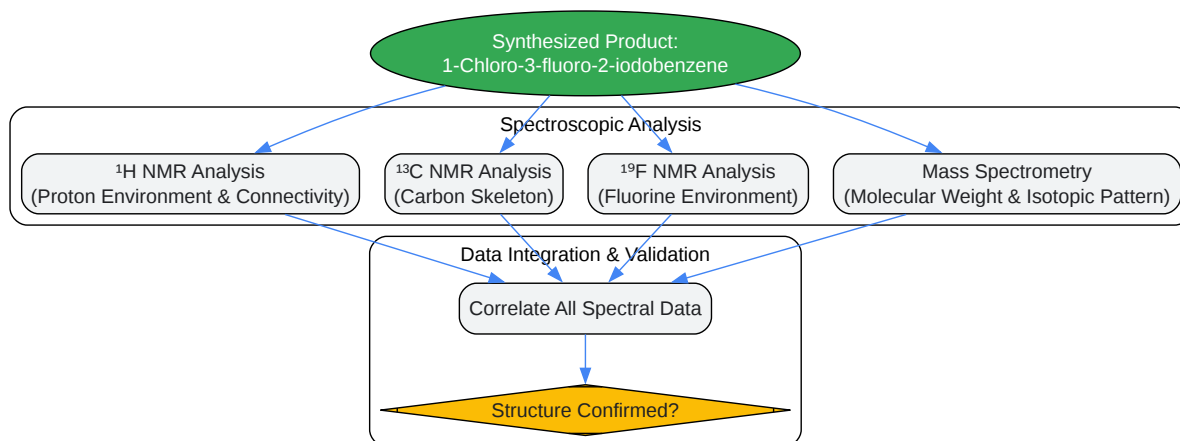 Synthesized Product:
1-Chloro-3-fluoro-2-iodobenzene
Spectroscopic Analysis
¹H NMR Analysis
(Proton Environment & Connectivity)
¹³C NMR Analysis
(Carbon Skeleton)
¹⁹F NMR Analysis
(Fluorine Environment)
Mass Spectrometry
(Molecular Weight & Isotopic Pattern)
Data Integration & Validation
Correlate All Spectral Data
Structure Confirmed?